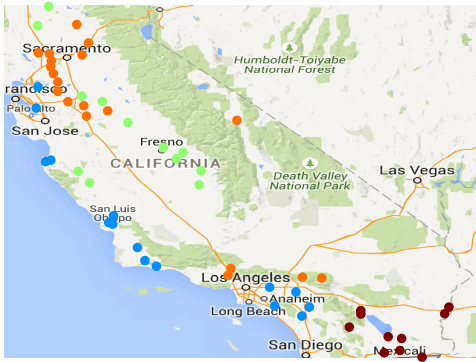 Sacramento
Humboldt-Toiyabe
National Forest
rancisco
Palo Alto
San Jose
Fresno
CALIFORNIA
Death Valley
National Park
Las Vegas
San Luis
Obispo
Los Angeles
Anaheim
Long Beach
San Diego
Mexicali